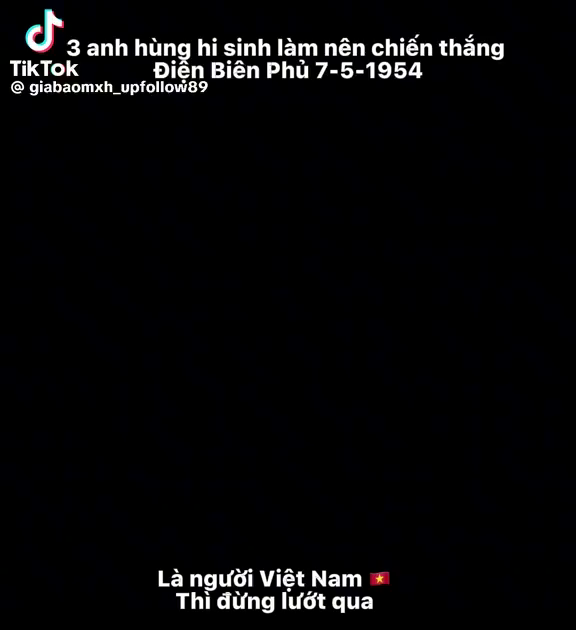 3 anh hùng hi sinh làm nên chiến thắng
Điện Biên Phủ 7-5-1954
TikTok
@ giabaomxh_upfollow89
Là người Việt Nam 🇻🇳
Thì đừng lướt qua